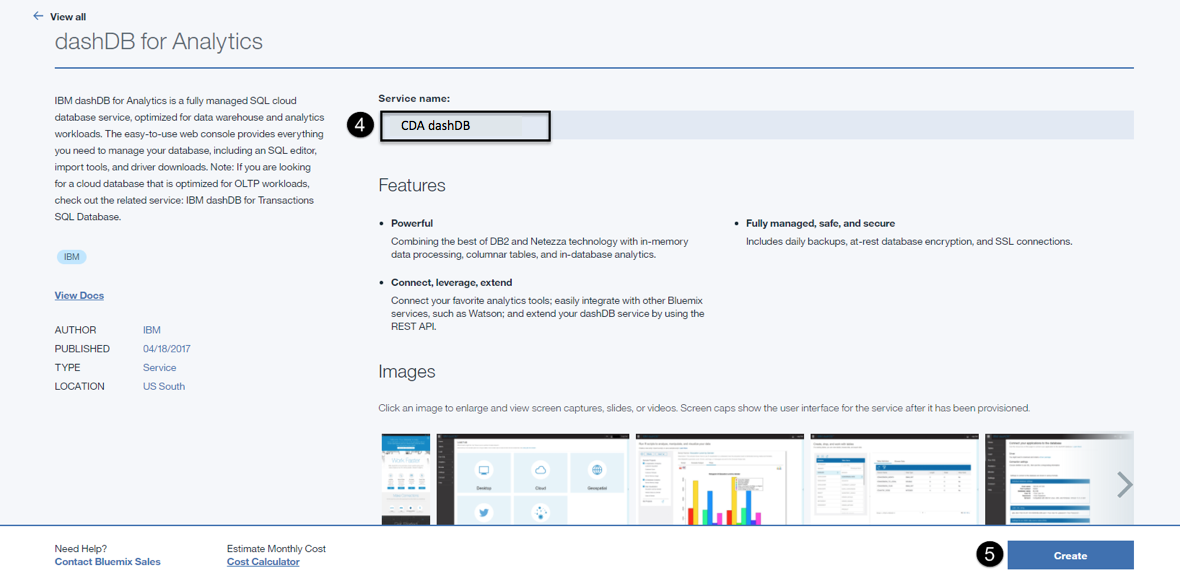 View all
dashDB for Analytics
IBM dashDB for Analytics is a fully managed SQL cloud
database service, optimized for data warehouse and analytics
workloads. The easy-to-use web console provides everything
you need to manage your database, including an SQL editor,
import tools, and driver downloads. Note: If you are looking
for a cloud database that is optimized for OLTP workloads,
check out the related service: IBM dashDB for Transactions
SQL Database.
IBM
View Docs
AUTHOR IBM
PUBLISHED 04/18/2017
TYPE Service
LOCATION US South
Service name:
4 CDA dashDB
Features
• Powerful
Combining the best of DB2 and Netezza technology with in-memory
data processing, columnar tables, and in-database analytics.
• Connect, leverage, extend
Connect your favorite analytics tools; easily integrate with other Bluemix
services, such as Watson; and extend your dashDB service by using the
REST API.
• Fully managed, safe, and secure
Includes daily backups, at-rest database encryption, and SSL connections.
Images
Click an image to enlarge and view screen captures, slides, or videos. Screen caps show the user interface for the service after it has been provisioned.
Desktop Cloud Geospatial
Need Help?
Contact Bluemix Sales
Estimate Monthly Cost
Cost Calculator
5 Create